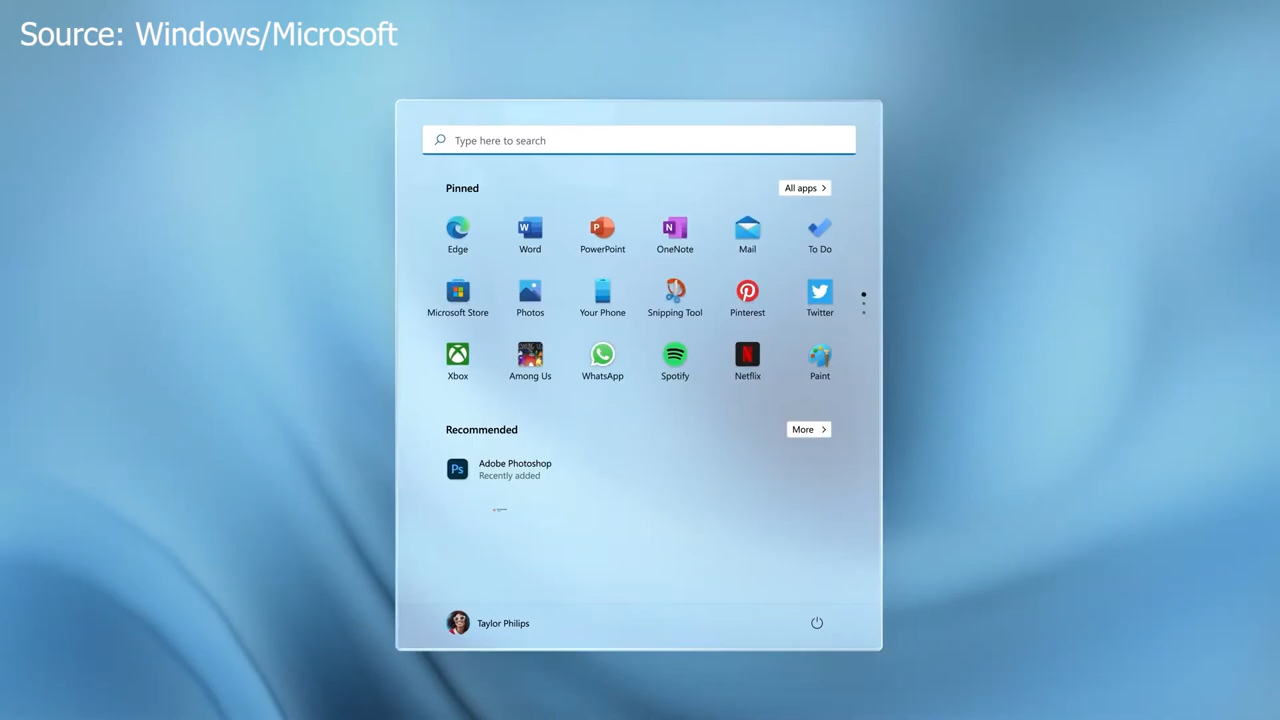 Source: Windows/Microsoft
Type here to search
Pinned
All apps
Edge
Word
PowerPoint
OneNote
Mail
To Do
Microsoft Store
Photos
Your Phone
Snipping Tool
Pinterest
Twitter
Xbox
Among Us
WhatsApp
Spotify
Netflix
Paint
Recommended
More
Ps
Adobe Photoshop
Recently added
Taylor Philips